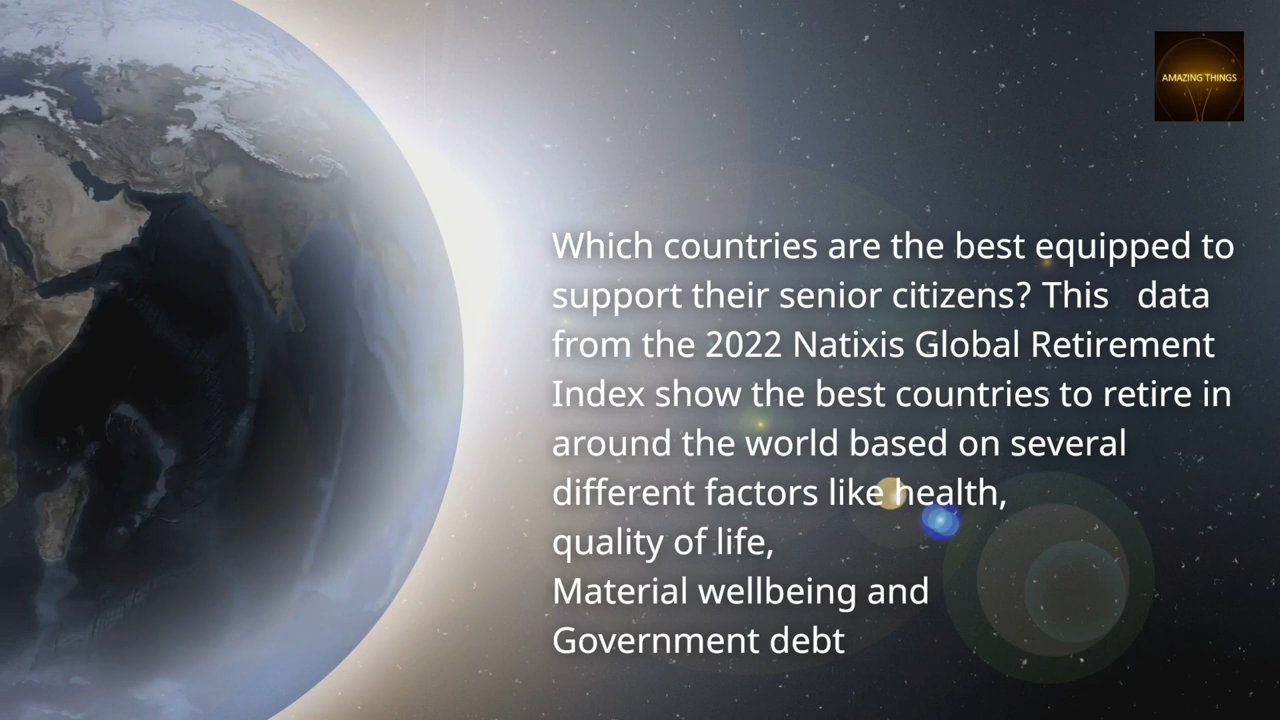 AMAZING THINGS
Which countries are the best equipped to
support their senior citizens? This data
from the 2022 Natixis Global Retirement
Index show the best countries to retire in
around the world based on several
different factors like health,
quality of life,
Material wellbeing and
Government debt